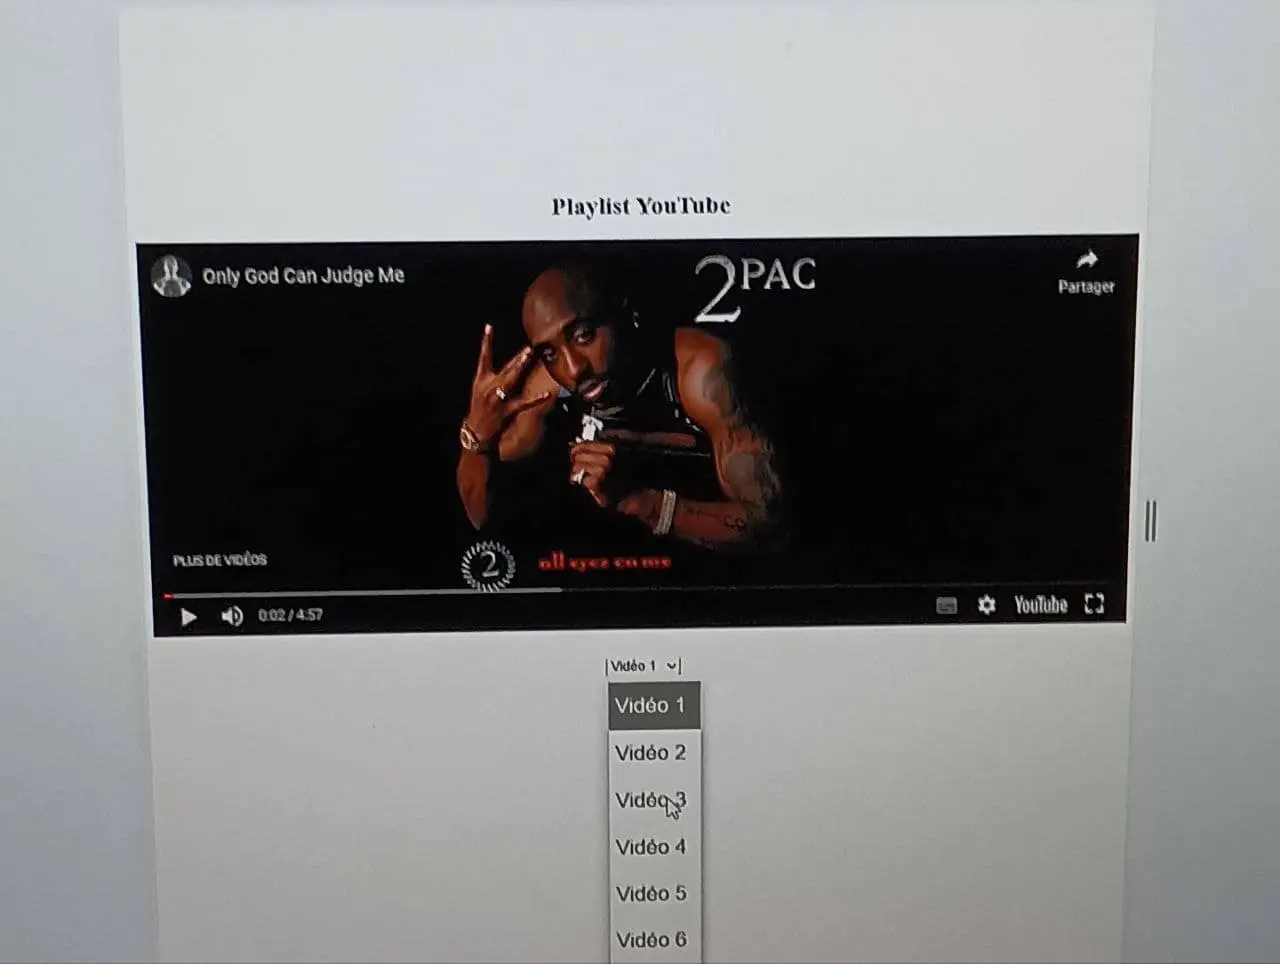 Playlist YouTube
Only God Can Judge Me
2PAC
Partager
PLUS DE VIDÉOS
2
all eyez on me
0:02 / 4:57
YouTube
Vidéo 1
Vidéo 1
Vidéo 2
Vidéo 3
Vidéo 4
Vidéo 5
Vidéo 6